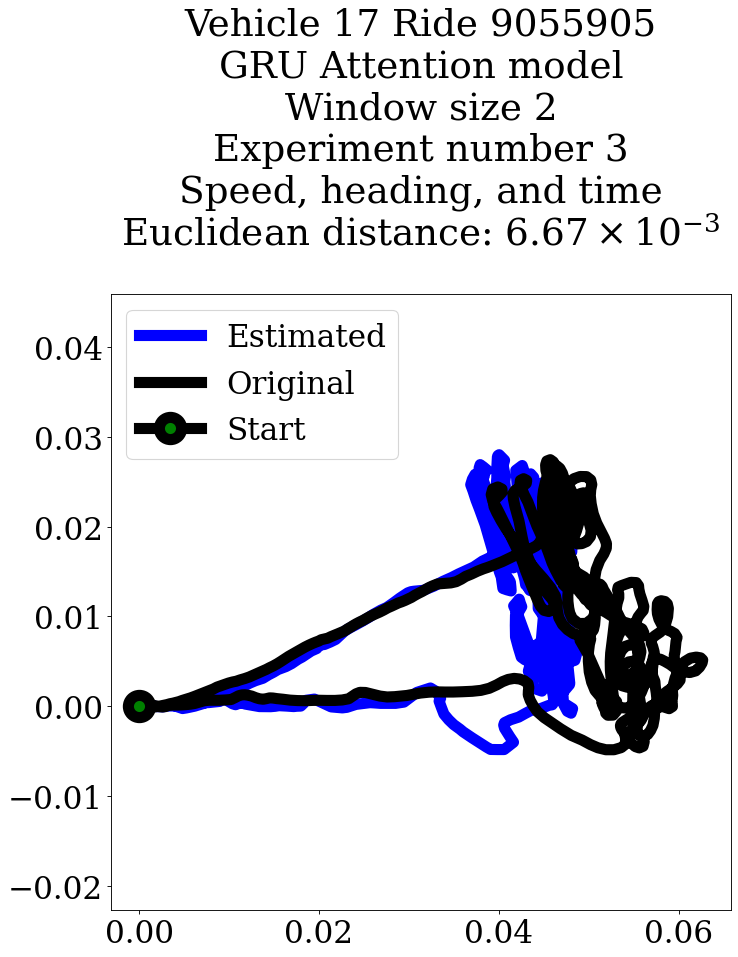 Vehicle 17 Ride 9055905
GRU Attention model
Window size 2
Experiment number 3
Speed, heading, and time
Euclidean distance: 6.67 × 10⁻³
Estimated
Original
Start
0.04
0.03
0.02
0.01
0.00
−0.01
−0.02
0.00 0.02 0.04 0.06